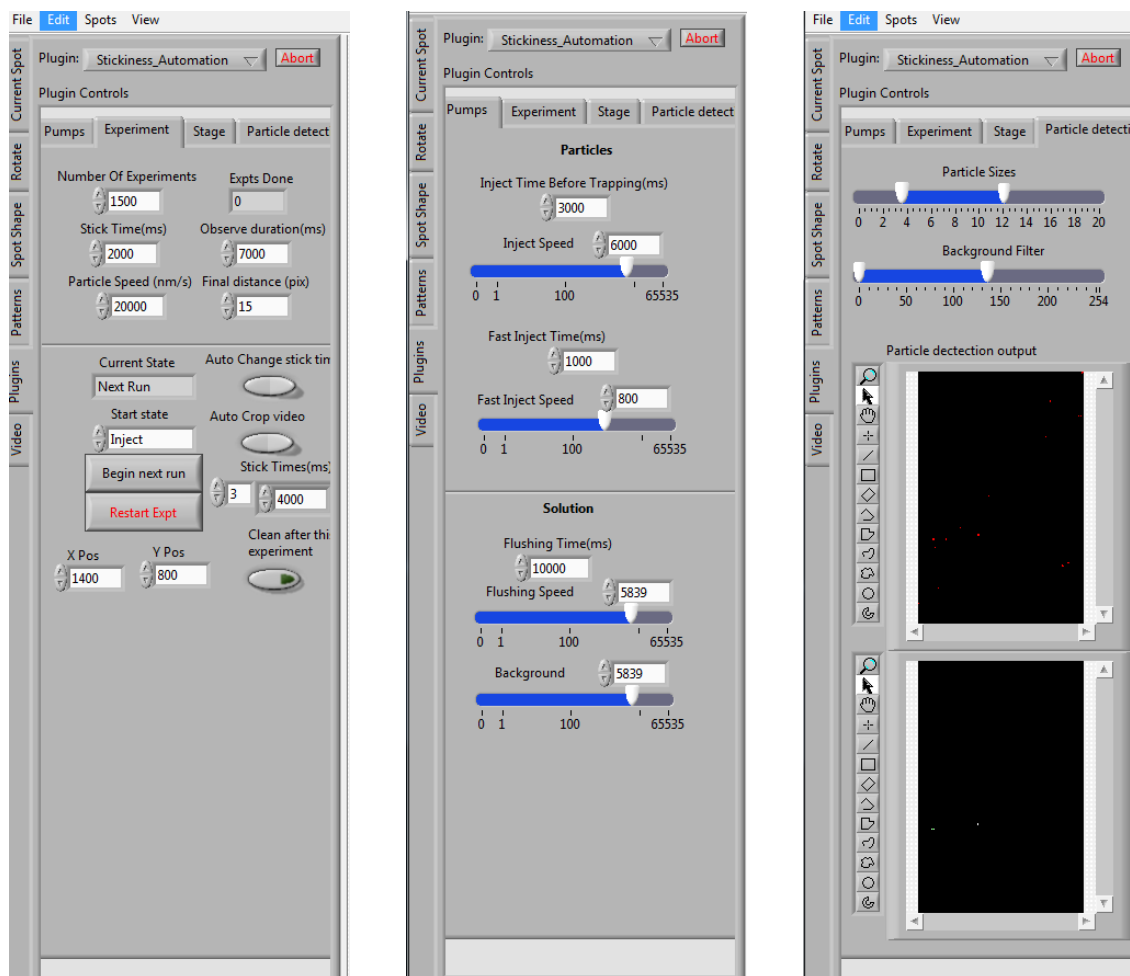 File Edit Spots View
Current Spot
Rotate
Spot Shape
Patterns
Plugins
Video
Plugin: Stickiness_Automation Abort
Plugin Controls
Pumps Experiment Stage Particle detect
Number Of Experiments Expts Done
1500 0
Stick Time(ms) Observe duration(ms)
2000 7000
Particle Speed (nm/s) Final distance (pix)
20000 15
Current State Auto Change stick tim
Next Run
Start state Auto Crop video
Inject
Begin next run Stick Times(ms)
3 4000
Restart Expt
Clean after thi
experiment
X Pos Y Pos
1400 800
Current Spot
Rotate
Spot Shape
Patterns
Plugins
Video
Plugin: Stickiness_Automation Abort
Plugin Controls
Pumps Experiment Stage Particle detect
Particles
Inject Time Before Trapping(ms)
3000
Inject Speed 6000
0 1 100 65535
Fast Inject Time(ms)
1000
Fast Inject Speed 800
0 1 100 65535
Solution
Flushing Time(ms)
10000
Flushing Speed 5839
0 1 100 65535
Background 5839
0 1 100 65535
File Edit Spots View
Current Spot
Rotate
Spot Shape
Patterns
Plugins
Video
Plugin: Stickiness_Automation Abort
Plugin Controls
Pumps Experiment Stage Particle detecti
Particle Sizes
0 2 4 6 8 10 12 14 16 18 20
Background Filter
0 50 100 150 200 254
Particle dectection output